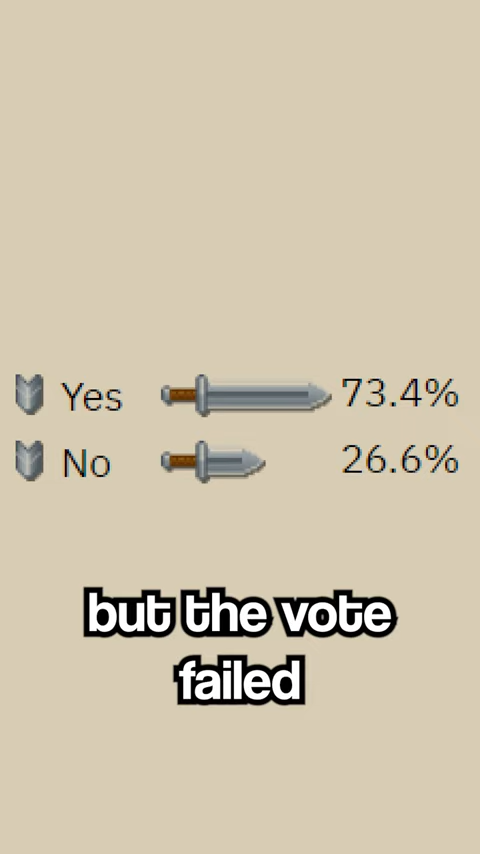 Yes 73.4%
No 26.6%
but the vote
failed